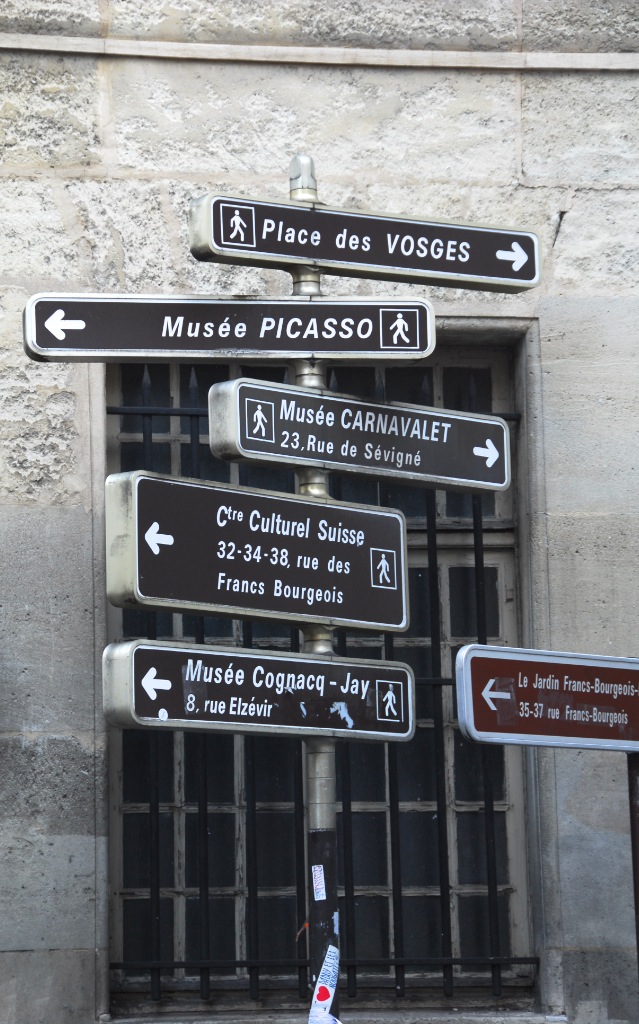 Place des VOSGES
Musée PICASSO
Musée CARNAVALET
23, Rue de Sévigné
Ctre Culturel Suisse
32-34-38, rue des
Francs Bourgeois
Musée Cognacq-Jay
8, rue Elzévir
Le Jardin Francs-Bourgeois-
35-37 rue Francs-Bourgeois